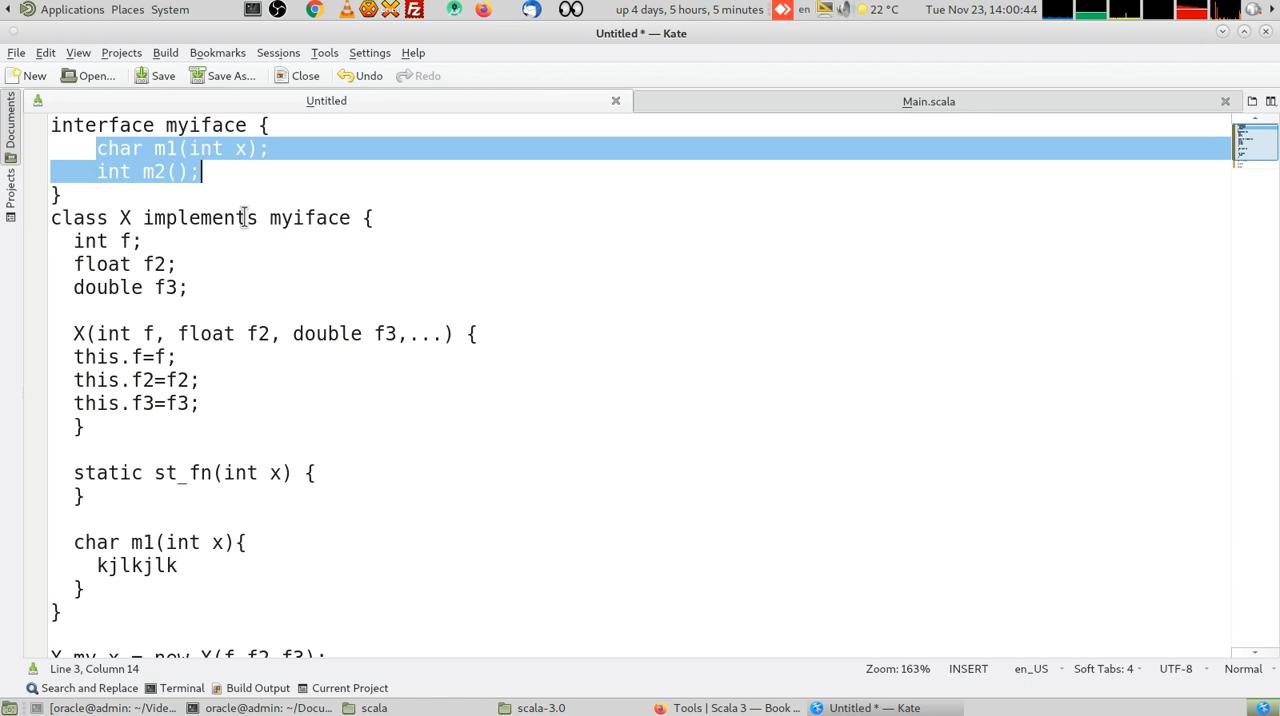 Applications Places System up 4 days, 5 hours, 5 minutes en 22 °C Tue Nov 23, 14:00:44
Untitled * — Kate
File Edit View Projects Build Bookmarks Sessions Tools Settings Help
New Open... Save Save As... Close Undo Redo
Untitled Main.scala
Documents
Projects
interface myiface {
char m1(int x);
int m2();
}
class X implements myiface {
int f;
float f2;
double f3;
X(int f, float f2, double f3,...) {
this.f=f;
this.f2=f2;
this.f3=f3;
}
static st_fn(int x) {
}
char m1(int x){
kjlkjlk
}
}
X my_x = new X(f,f2,f3);
Line 3, Column 14 Zoom: 163% INSERT en_US Soft Tabs: 4 UTF-8 Normal
Search and Replace Terminal Build Output Current Project
[oracle@admin: ~/Vide... oracle@admin: ~/Docu... scala scala-3.0 Tools | Scala 3 — Book ... Untitled * — Kate